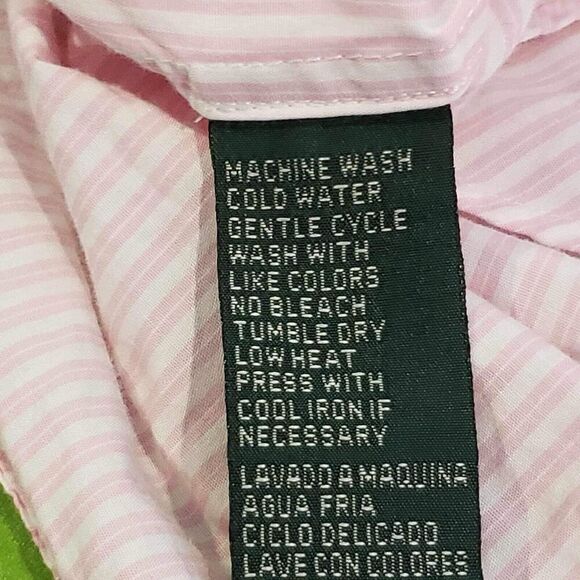 MACHINE WASH
COLD WATER
GENTLE CYCLE
WASH WITH
LIKE COLORS
NO BLEACH
TUMBLE DRY
LOW HEAT
PRESS WITH
COOL IRON IF
NECESSARY
LAVADO A MAQUINA
AGUA FRIA
CICLO DELICADO
LAVE CON COLORES